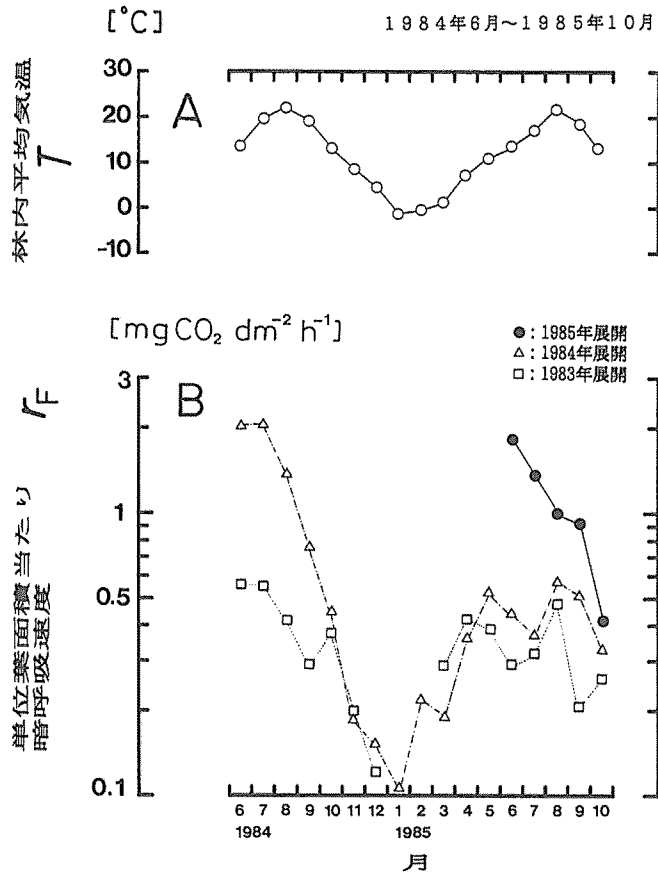 [°C]
1984年6月～1985年10月
林内平均気温
T
30
20
10
0
-10
A
[mg CO₂ dm⁻² h⁻¹]
●：1985年展開
△：1984年展開
□：1983年展開
単位葉面積当たり
暗呼吸速度
rF
3
1
0.5
0.1
B
6 7 8 9 10 11 12 1 2 3 4 5 6 7 8 9 10
1984 1985
月